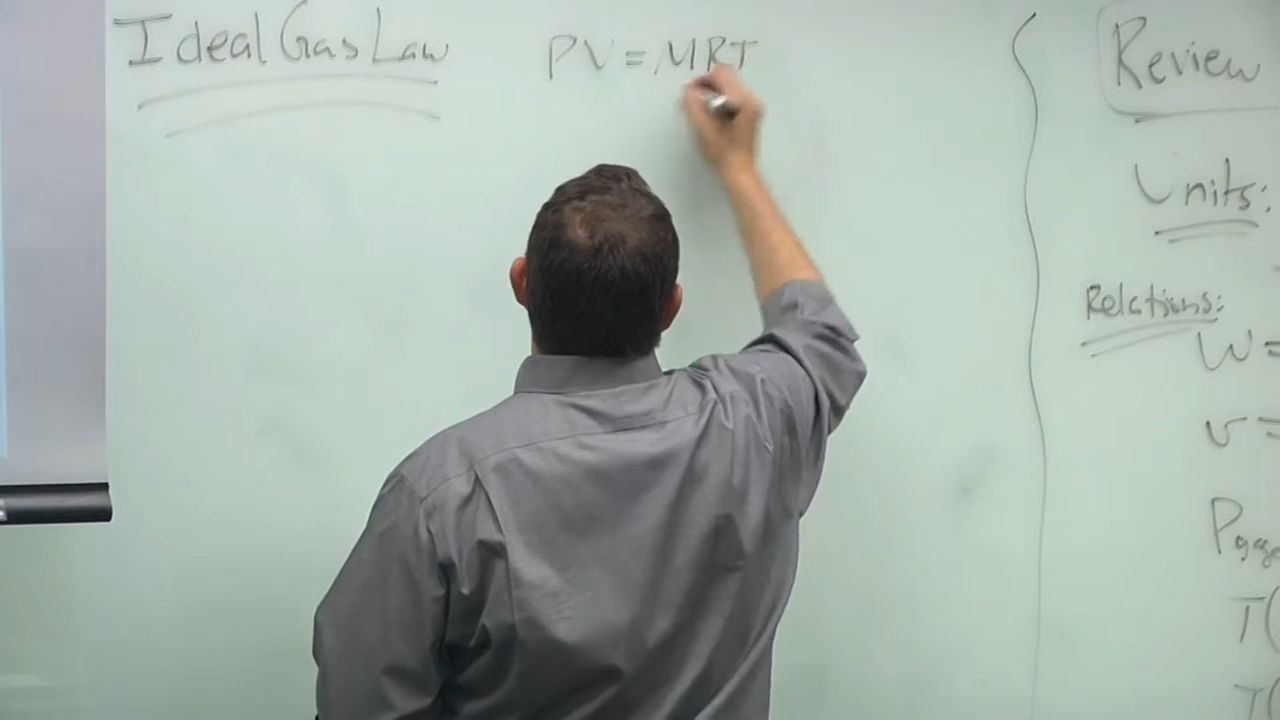 Ideal Gas Law
PV = MRT
Review
Units:
Relations:
W =
v =
Pgage
T(
T(